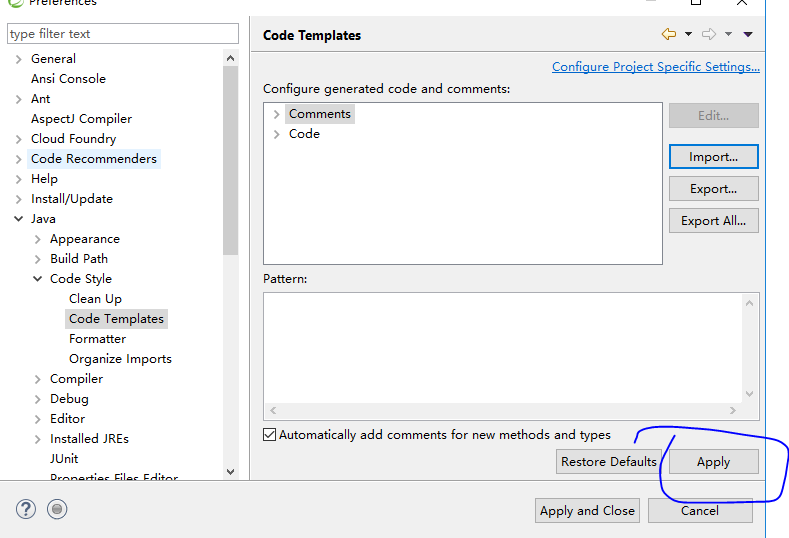 Preferences
type filter text
General
Ansi Console
Ant
AspectJ Compiler
Cloud Foundry
Code Recommenders
Help
Install/Update
Java
Appearance
Build Path
Code Style
Clean Up
Code Templates
Formatter
Organize Imports
Compiler
Debug
Editor
Installed JREs
JUnit
Properties Files Editor
Code Templates
Configure Project Specific Settings...
Configure generated code and comments:
Comments
Code
Edit...
Import...
Export...
Export All...
Pattern:
Automatically add comments for new methods and types
Restore Defaults
Apply
?
Apply and Close
Cancel